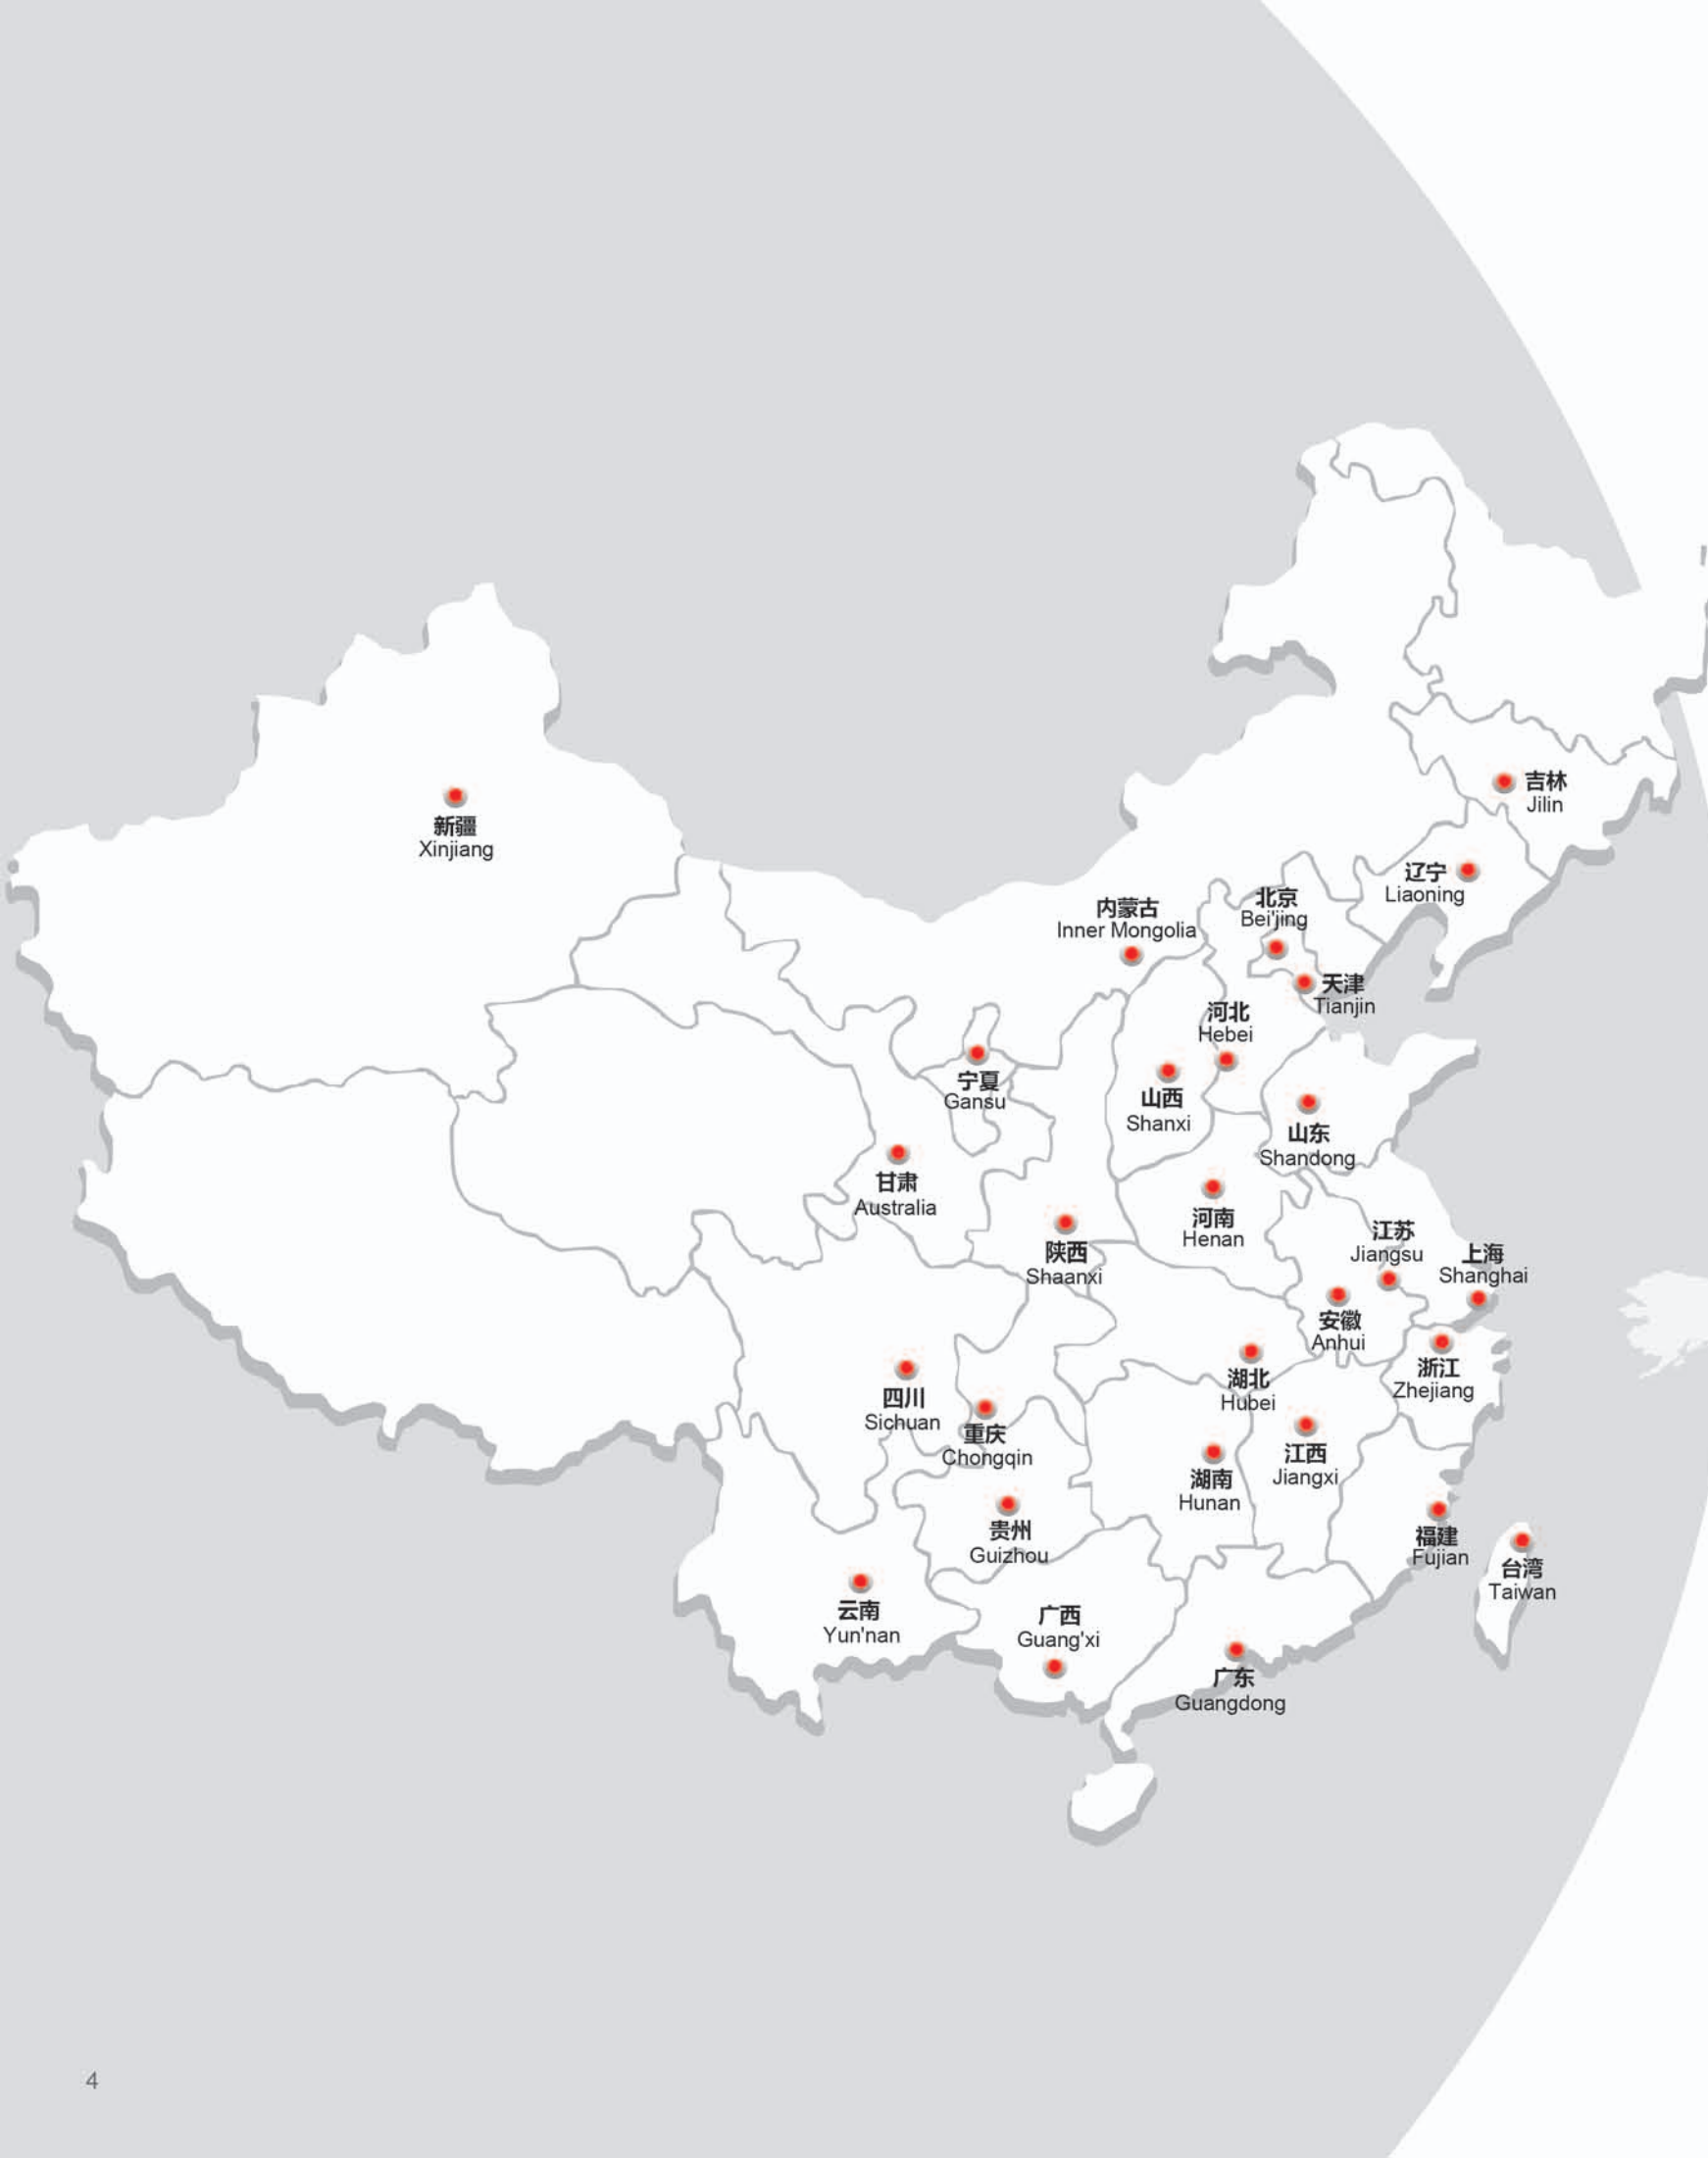 吉林
Jilin
新疆
Xinjiang
辽宁
Liaoning
北京
Bei'jing
内蒙古
Inner Mongolia
天津
Tianjin
河北
Hebei
宁夏
Gansu
山西
Shanxi
山东
Shandong
甘肃
Australia
河南
Henan
陕西
Shaanxi
江苏
Jiangsu
上海
Shanghai
安徽
Anhui
浙江
Zhejiang
湖北
Hubei
四川
Sichuan
重庆
Chongqin
江西
Jiangxi
湖南
Hunan
贵州
Guizhou
福建
Fujian
台湾
Taiwan
云南
Yun'nan
广西
Guang'xi
广东
Guangdong
4